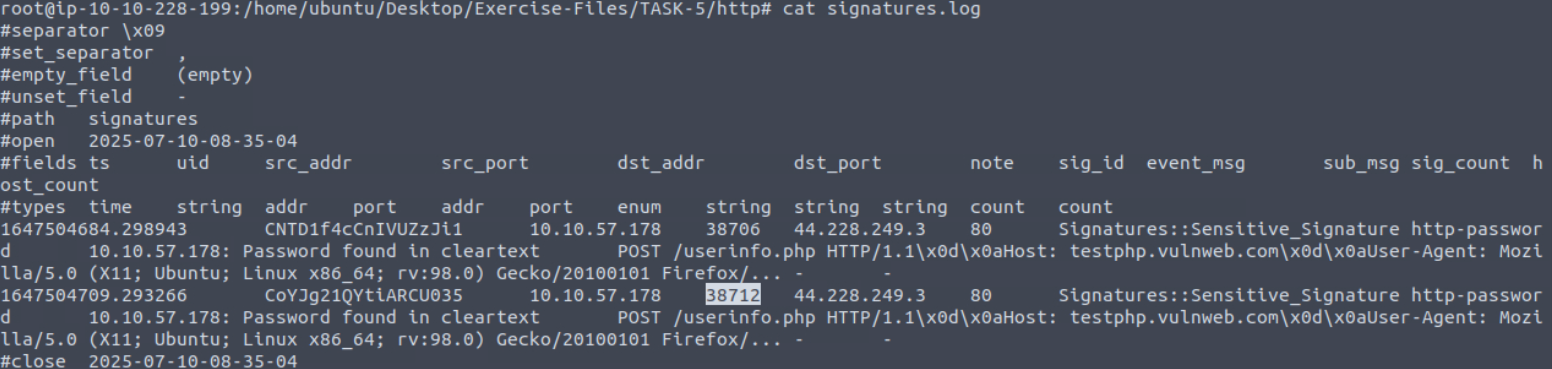 root@ip-10-10-228-199:/home/ubuntu/Desktop/Exercise-Files/TASK-5/http# cat signatures.log
#separator \x09
#set_separator	,
#empty_field	(empty)
#unset_field	-
#path	signatures
#open	2025-07-10-08-35-04
#fields	ts	uid	src_addr	src_port	dst_addr	dst_port	note	sig_id	event_msg	sub_msg	sig_count	h
ost_count
#types	time	string	addr	port	addr	port	enum	string	string	string	count	count
1647504684.298943	CNTD1f4cCnIVUZzJi1	10.10.57.178	38706	44.228.249.3	80	Signatures::Sensitive_Signature	http-passwor
d	10.10.57.178: Password found in cleartext	POST /userinfo.php HTTP/1.1\x0d\x0aHost: testphp.vulnweb.com\x0d\x0aUser-Agent: Mozi
lla/5.0 (X11; Ubuntu; Linux x86_64; rv:98.0) Gecko/20100101 Firefox/...	-	-
1647504709.293266	CoYJg21QYtiARCU035	10.10.57.178	38712	44.228.249.3	80	Signatures::Sensitive_Signature	http-passwor
d	10.10.57.178: Password found in cleartext	POST /userinfo.php HTTP/1.1\x0d\x0aHost: testphp.vulnweb.com\x0d\x0aUser-Agent: Mozi
lla/5.0 (X11; Ubuntu; Linux x86_64; rv:98.0) Gecko/20100101 Firefox/...	-	-
#close	2025-07-10-08-35-04